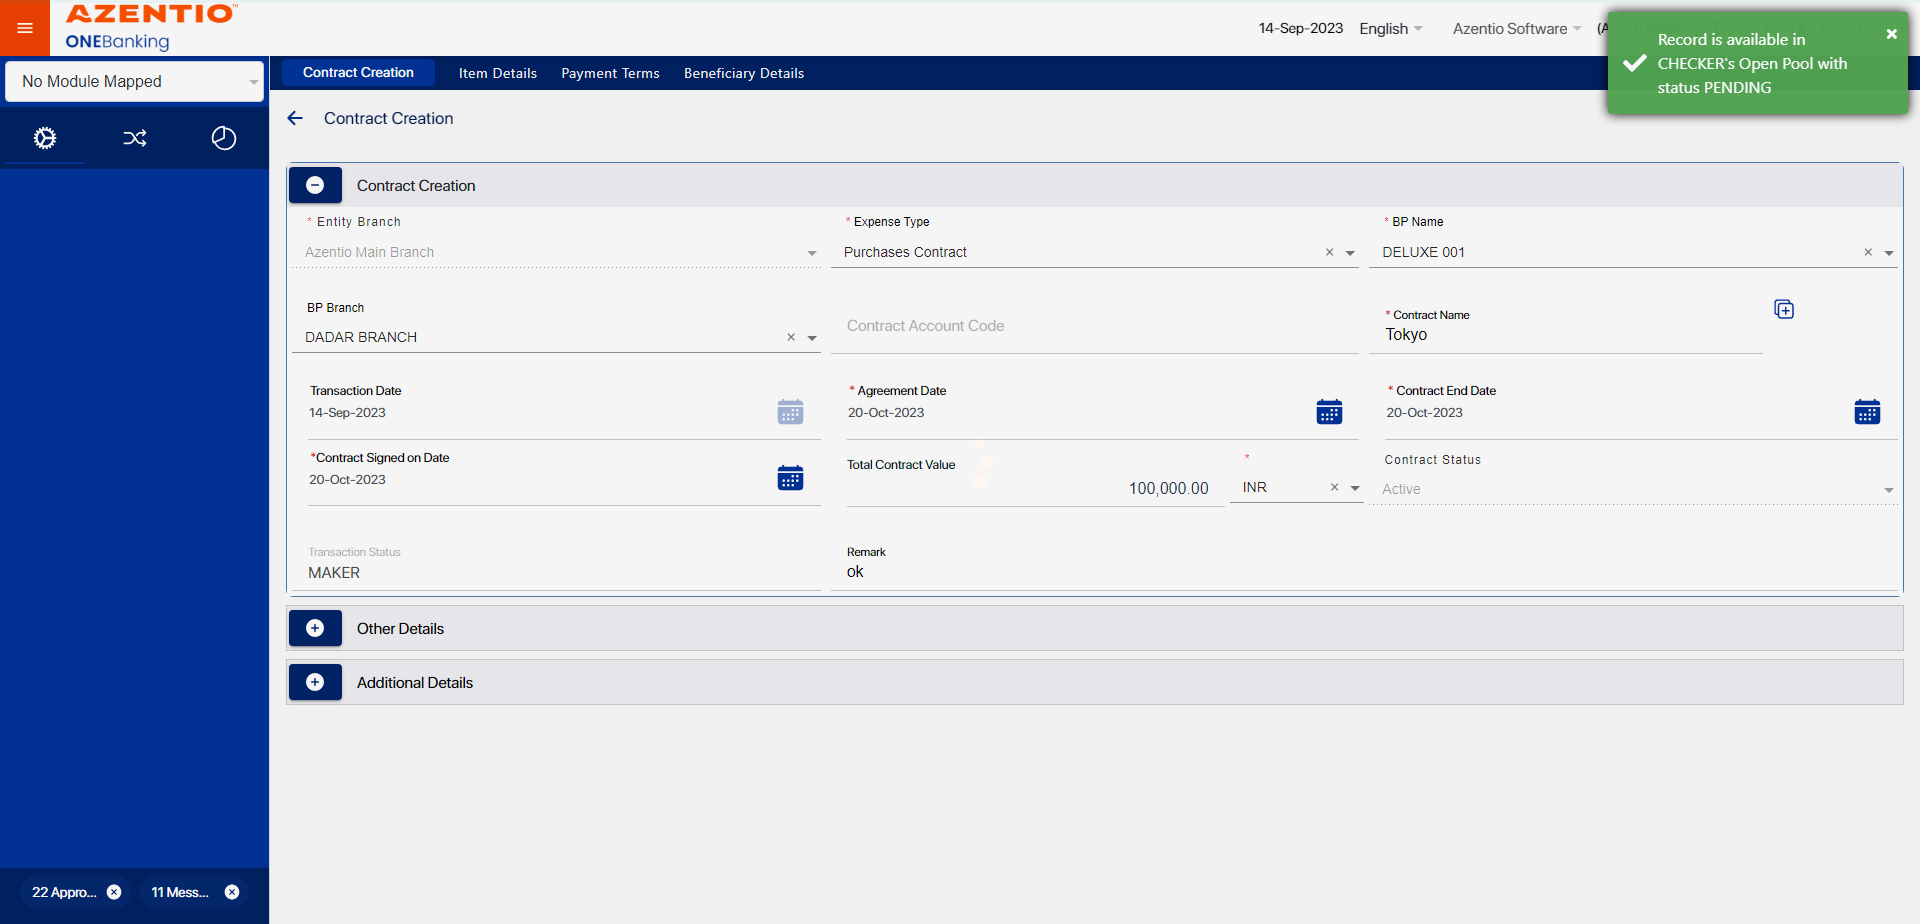 AZENTIO™
ONEBanking
14-Sep-2023 English Azentio Software
Record is available in
CHECKER's Open Pool with
status PENDING
No Module Mapped
Contract Creation Item Details Payment Terms Beneficiary Details
Contract Creation
Contract Creation
* Entity Branch * Expense Type * BP Name
Azentio Main Branch Purchases Contract × DELUXE 001 ×
BP Branch
DADAR BRANCH ×
Contract Account Code
* Contract Name
Tokyo
Transaction Date * Agreement Date * Contract End Date
14-Sep-2023 20-Oct-2023 20-Oct-2023
*Contract Signed on Date
20-Oct-2023
Total Contract Value *
100,000.00 INR ×
Contract Status
Active
Transaction Status Remark
MAKER ok
Other Details
Additional Details
22 Appro... 11 Mess...